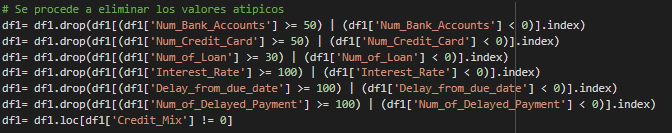 # Se procede a eliminar los valores atipicos
df1= df1.drop(df1[(df1['Num_Bank_Accounts'] >= 50) | (df1['Num_Bank_Accounts'] < 0)].index)
df1= df1.drop(df1[(df1['Num_Credit_Card'] >= 50) | (df1['Num_Credit_Card'] < 0)].index)
df1= df1.drop(df1[(df1['Num_of_Loan'] >= 30) | (df1['Num_of_Loan'] < 0)].index)
df1= df1.drop(df1[(df1['Interest_Rate'] >= 100) | (df1['Interest_Rate'] < 0)].index)
df1= df1.drop(df1[(df1['Delay_from_due_date'] >= 100) | (df1['Delay_from_due_date'] < 0)].index)
df1= df1.drop(df1[(df1['Num_of_Delayed_Payment'] >= 100) | (df1['Num_of_Delayed_Payment'] < 0)].index)
df1= df1.loc[df1['Credit_Mix'] != 0]